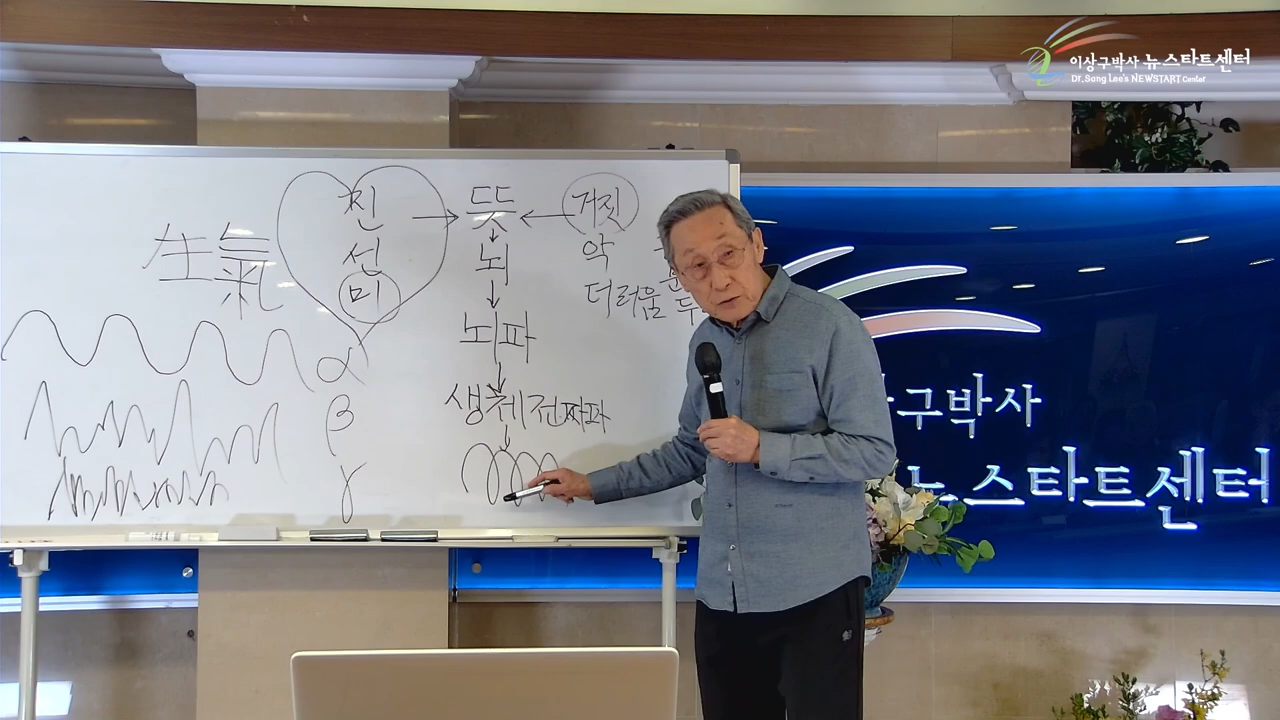 이상구박사 뉴스타트센터
Dr. Sang Lee's NEWSTART Center
生氣
진
선
미
뜻
뇌
뇌파
생체전짜파
거짓
악
더러움
α
β
γ
구박사
뉴스타트센터